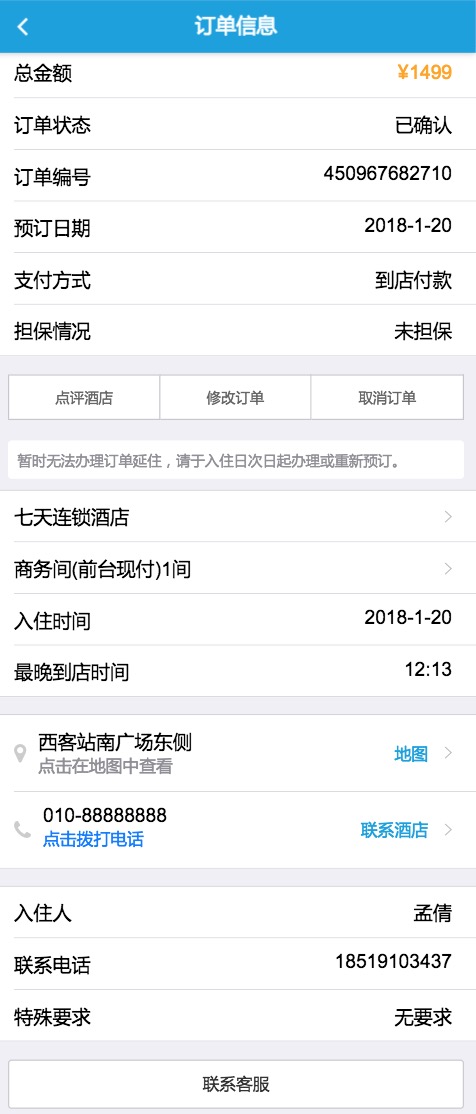 订单信息
总金额 ¥1499
订单状态 已确认
订单编号 450967682710
预订日期 2018-1-20
支付方式 到店付款
担保情况 未担保
点评酒店 修改订单 取消订单
暂时无法办理订单延住，请于入住日次日起办理或重新预订。
七天连锁酒店
商务间(前台现付)1间
入住时间 2018-1-20
最晚到店时间 12:13
西客站南广场东侧
点击在地图中查看
地图
010-88888888
点击拨打电话
联系酒店
入住人 孟倩
联系电话 18519103437
特殊要求 无要求
联系客服